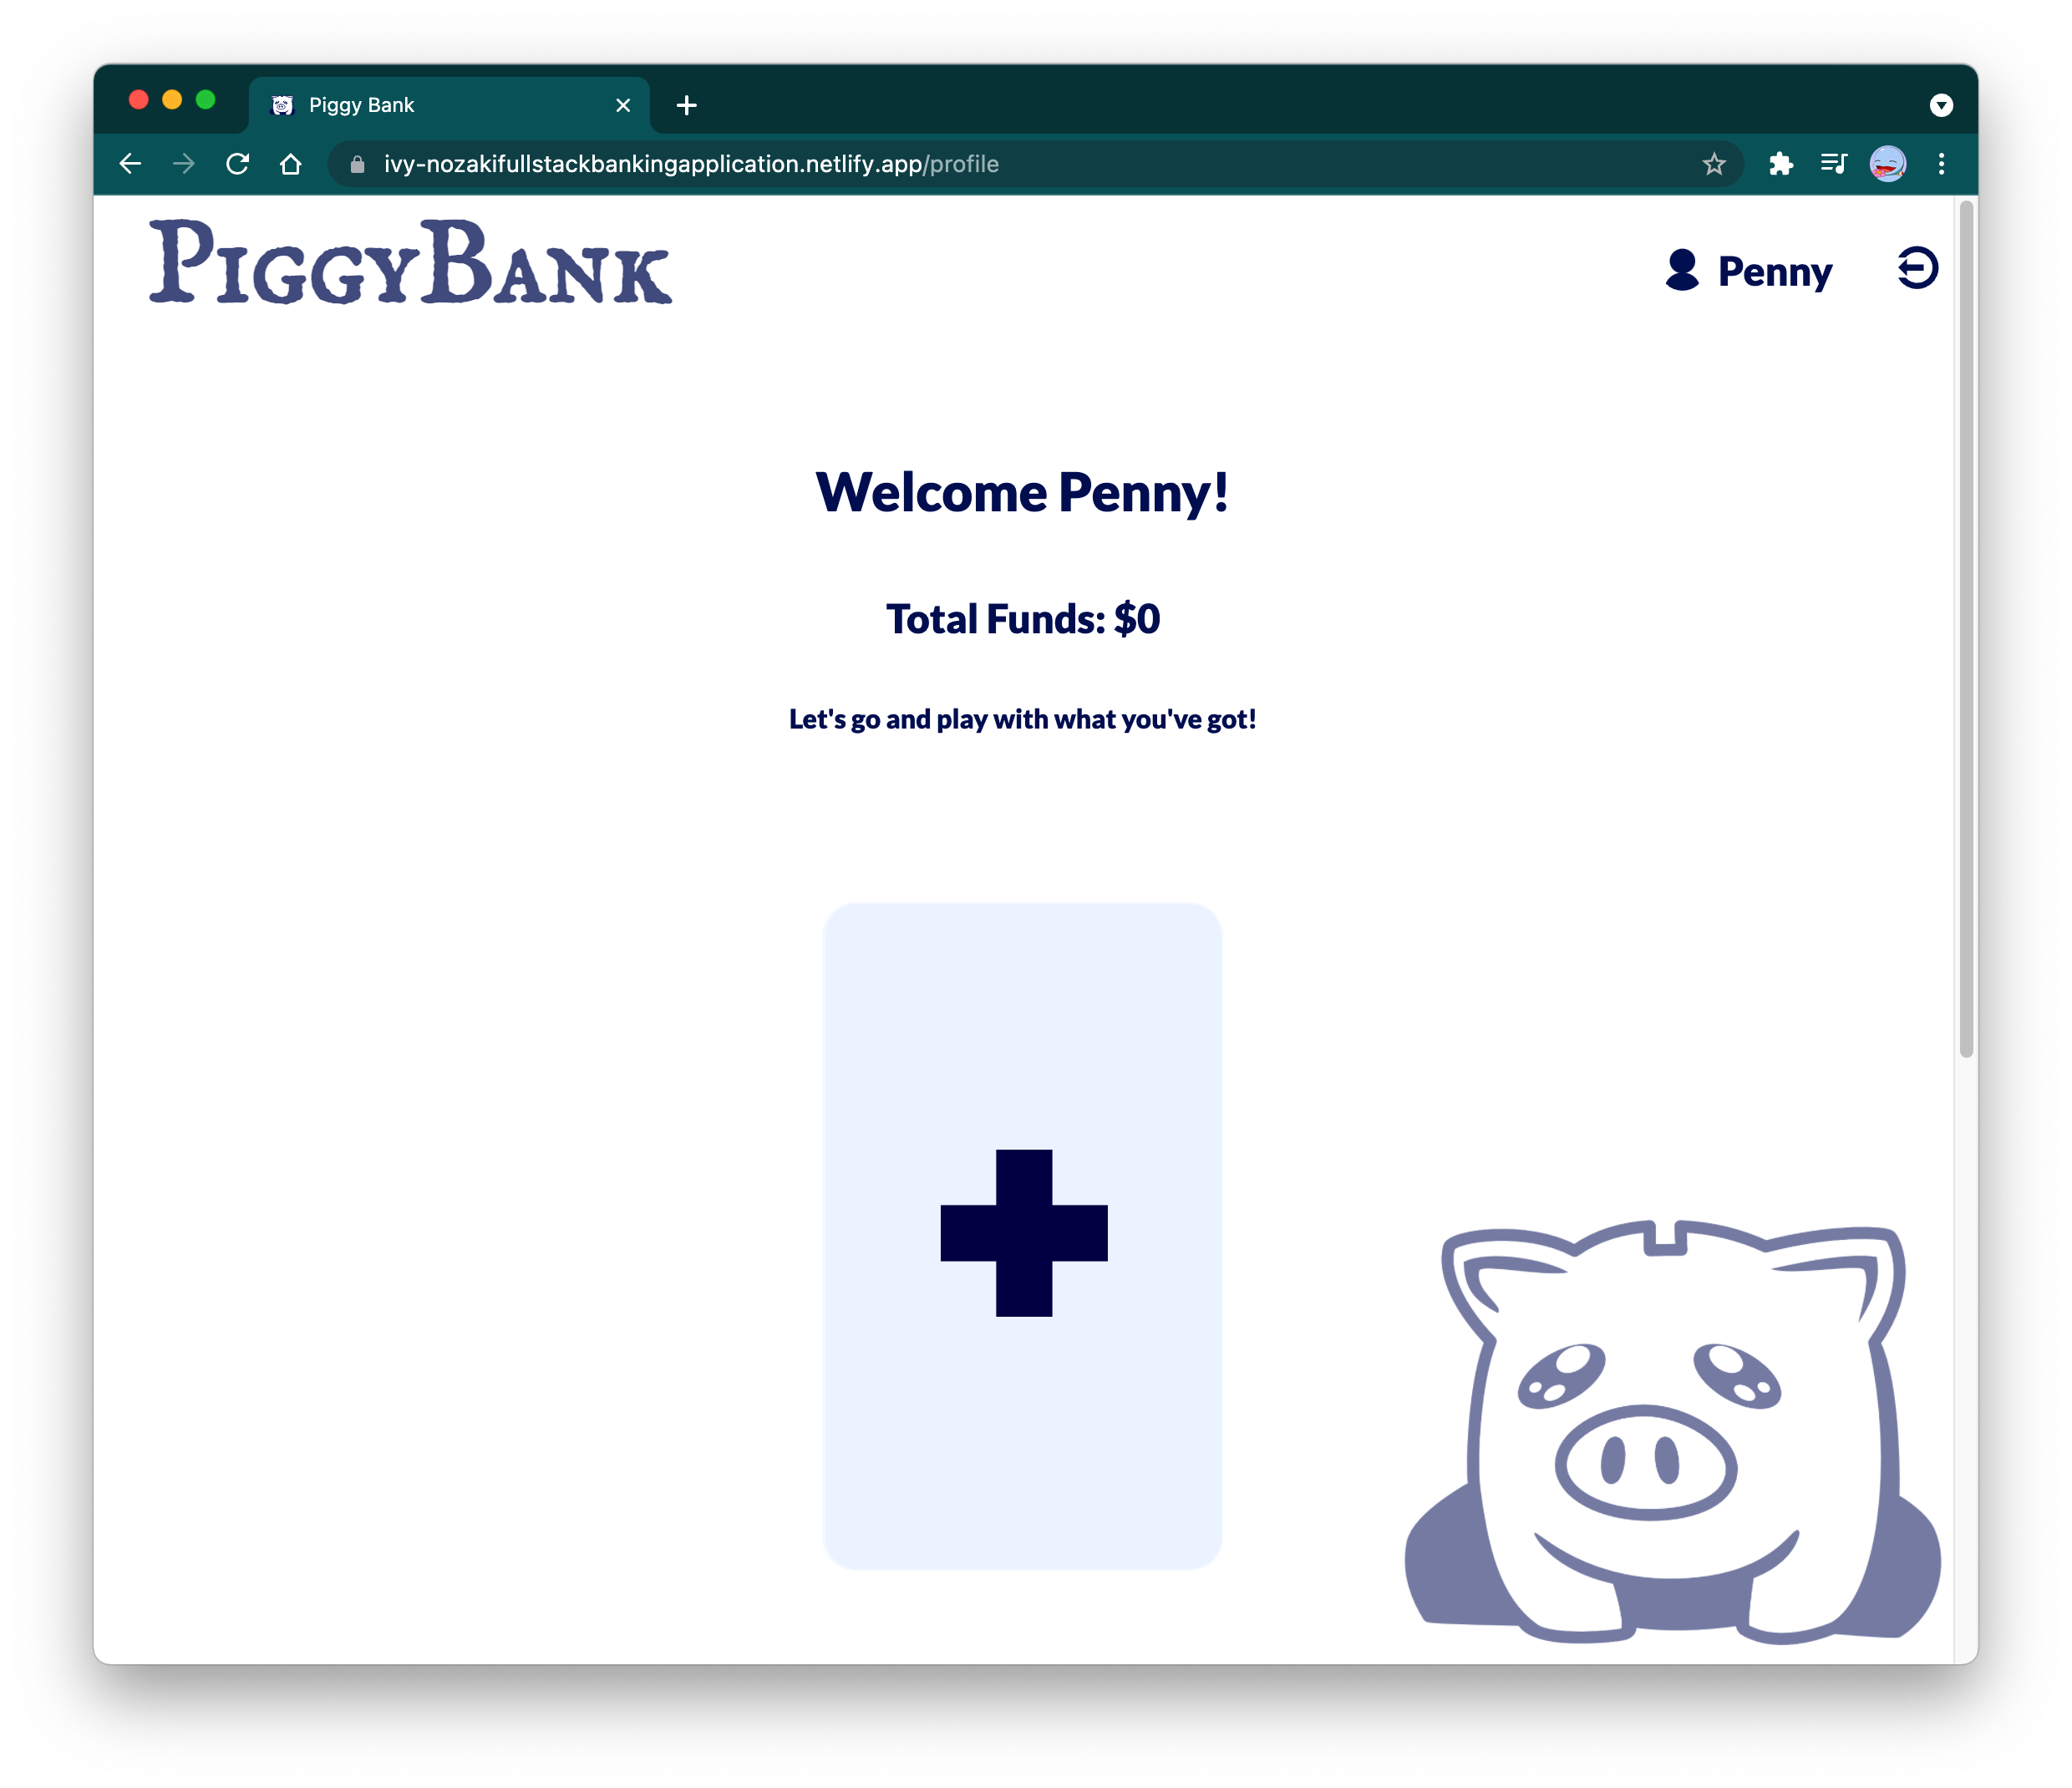 Piggy Bank
ivy-nozakifullstackbankingapplication.netlify.app/profile
PiggyBank
Penny
Welcome Penny!
Total Funds: $0
Let's go and play with what you've got!